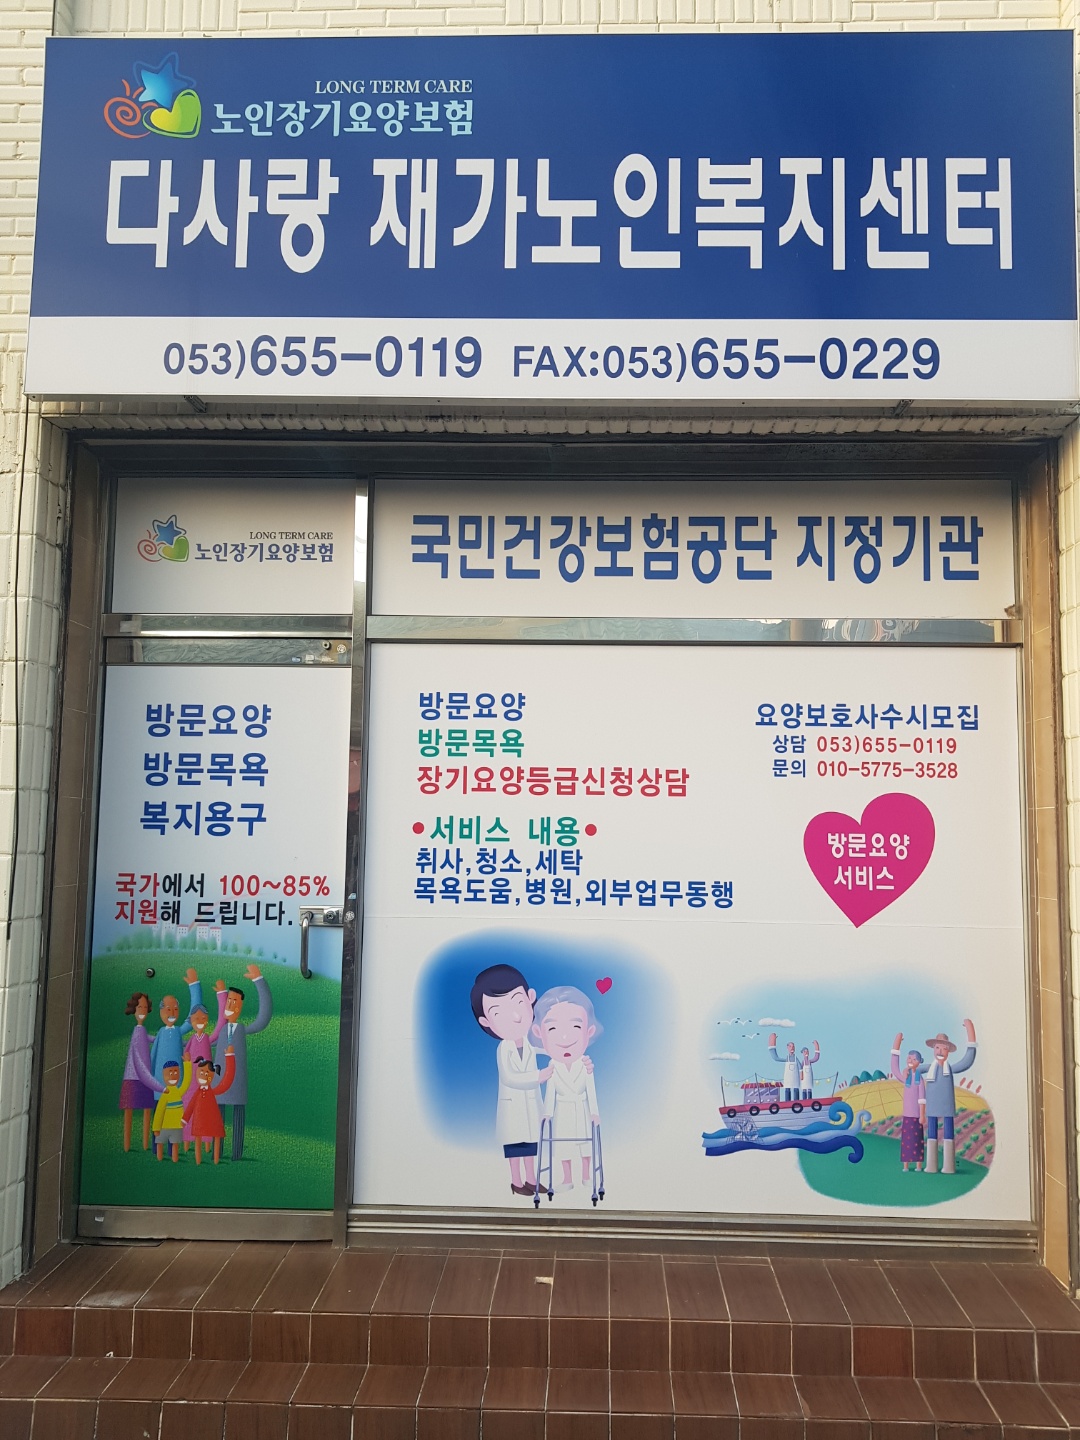 LONG TERM CARE
노인장기요양보험
다사랑 재가노인복지센터
053)655-0119 FAX:053)655-0229
LONG TERM CARE
노인장기요양보험
국민건강보험공단 지정기관
방문요양
방문목욕
복지용구
국가에서 100~85%
지원해 드립니다.
방문요양
방문목욕
장기요양등급신청상담
•서비스 내용•
취사,청소,세탁
목욕도움,병원,외부업무동행
요양보호사수시모집
상담 053)655-0119
문의 010-5775-3528
방문요양
서비스